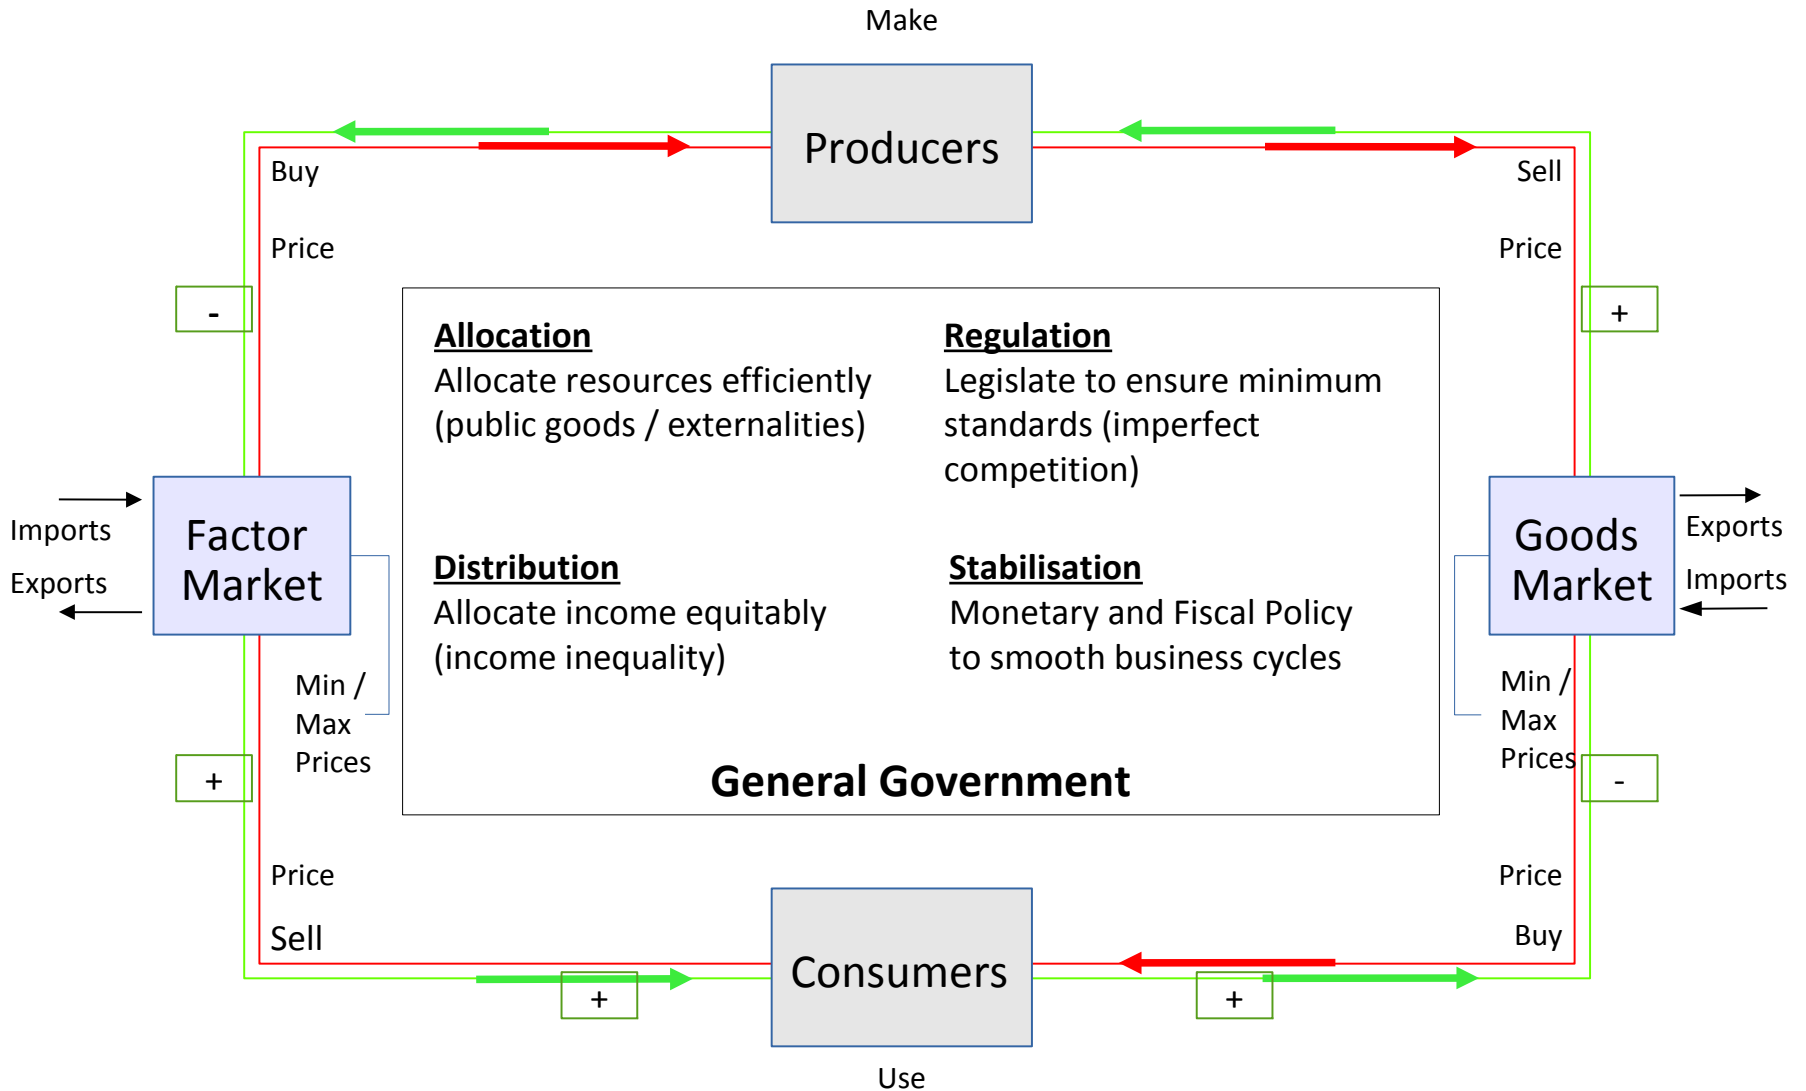 Make
Producers
Buy
Sell
Price
Price
-
+
Allocation
Allocate resources efficiently
(public goods / externalities)
Regulation
Legislate to ensure minimum
standards (imperfect
competition)
Imports
Exports
Factor
Market
Goods
Market
Exports
Imports
Distribution
Allocate income equitably
(income inequality)
Stabilisation
Monetary and Fiscal Policy
to smooth business cycles
Min /
Max
Prices
Min /
Max
Prices
+
-
General Government
Price
Sell
Price
Buy
Consumers
+
+
Use